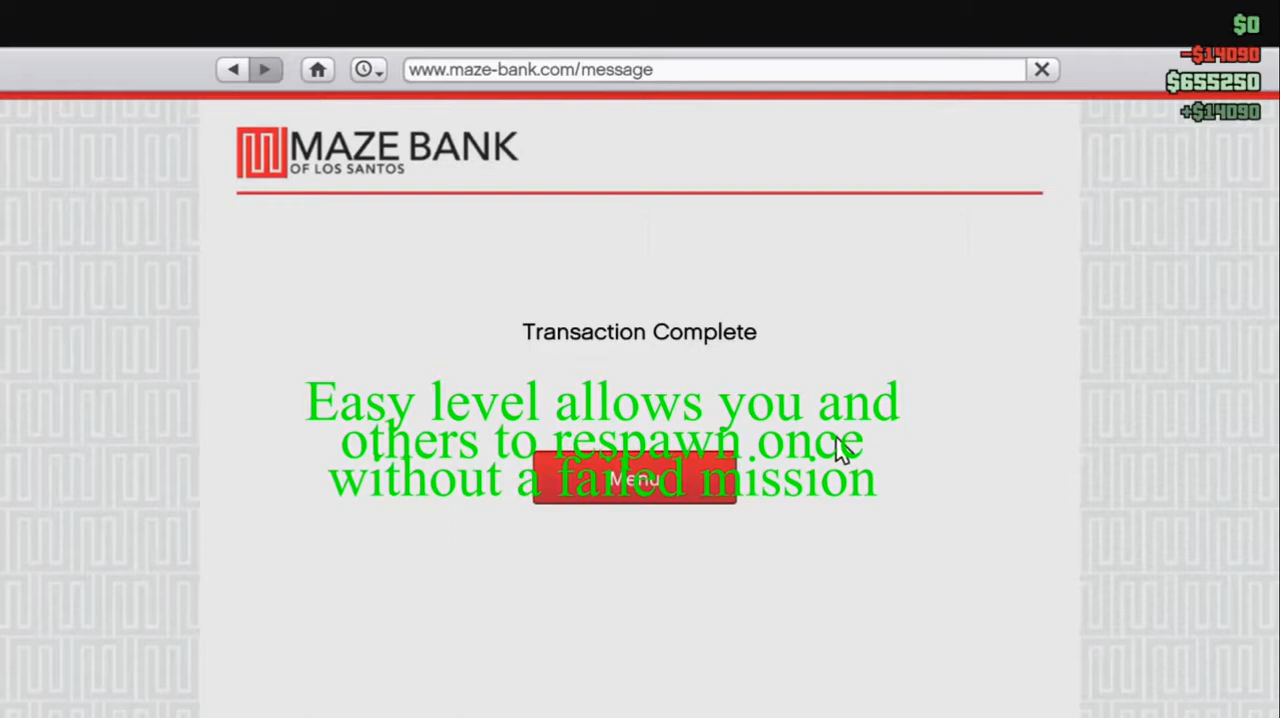 $0
-$14090
www.maze-bank.com/message
$655250
+$14090
MAZE BANK
OF LOS SANTOS
Transaction Complete
Easy level allows you and
others to respawn once
without a failed mission
Menu